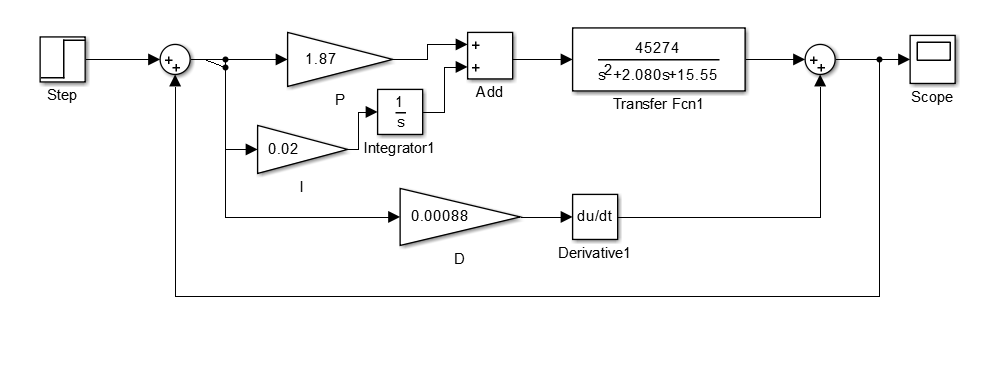 Step
+
+
1.87
P
0.02
I
1
s
Integrator1
+
+
Add
45274
s²+2.080s+15.55
Transfer Fcn1
0.00088
D
du/dt
Derivative1
+
+
Scope